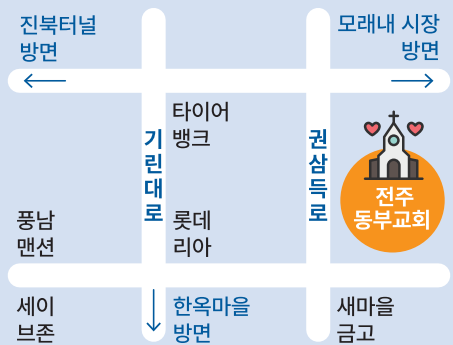 진북터널
방면
모래내 시장
방면
타이어
뱅크
기린대로
권삼득로
전주
동부교회
풍남
맨션
롯데
리아
세이
브존
한옥마을
방면
새마을
금고